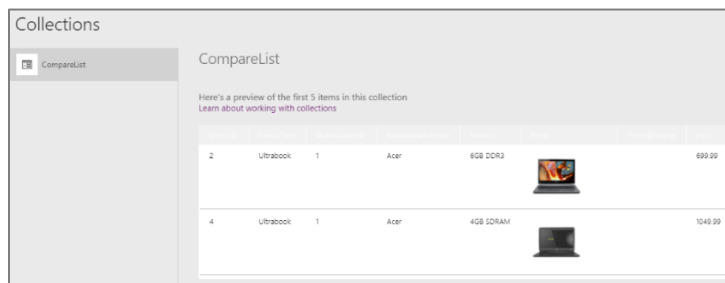 Collections
CompareList
CompareList
Here's a preview of the first 5 items in this collection
Learn about working with collections
2 Ultrabook 1 Acer 6GB DDR3 699.99
4 Ultrabook 1 Acer 4GB SDRAM 1049.99